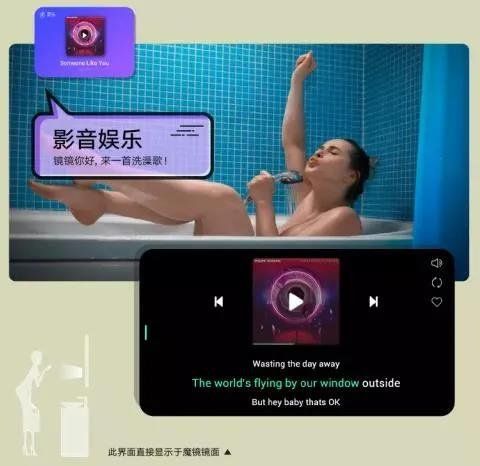 音乐
Someone Like You
影音娱乐
镜镜你好, 来一首洗澡歌!
Wasting the day away
The world's flying by our window outside
But hey baby thats OK
此界面直接显示于魔镜镜面 ▲